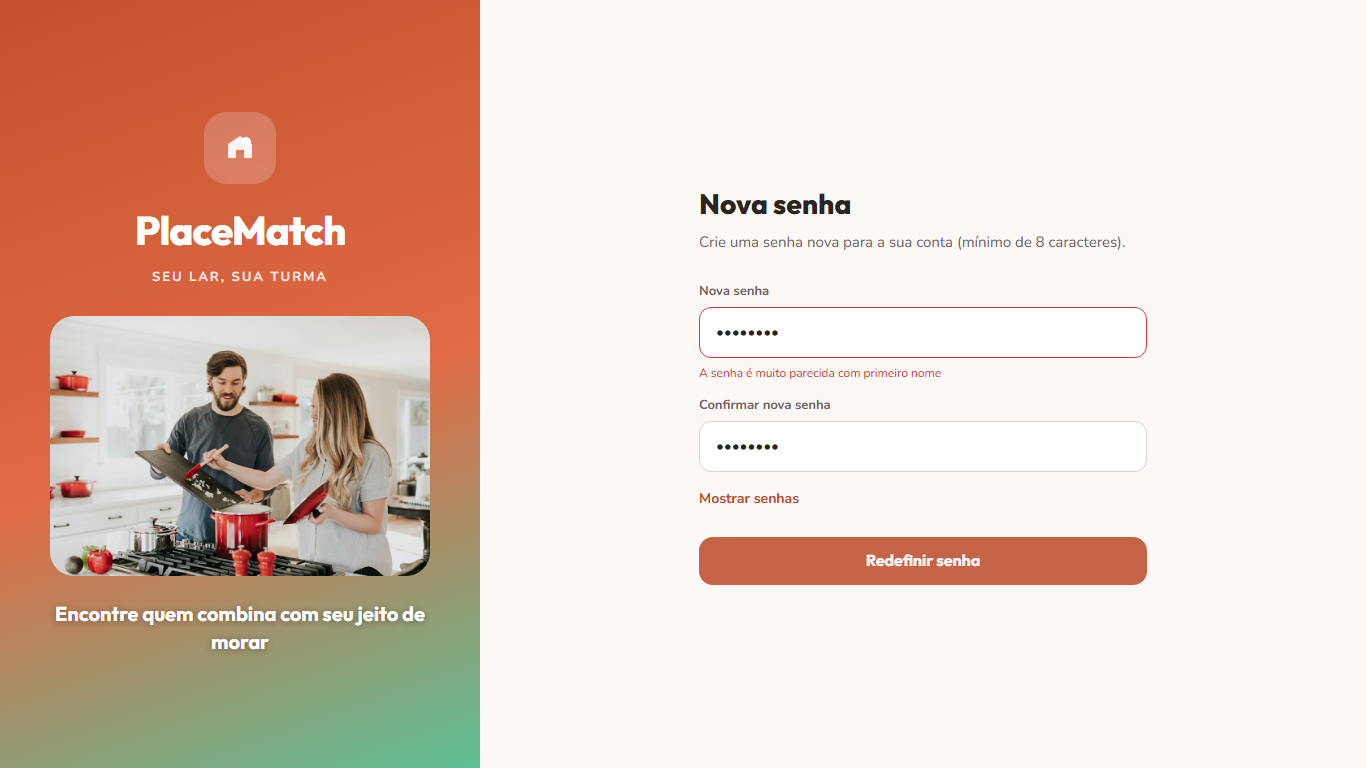 PlaceMatch
SEU LAR, SUA TURMA
Encontre quem combina com seu jeito de
morar
Nova senha
Crie uma senha nova para a sua conta (mínimo de 8 caracteres).
Nova senha
••••••••
A senha é muito parecida com primeiro nome
Confirmar nova senha
••••••••
Mostrar senhas
Redefinir senha